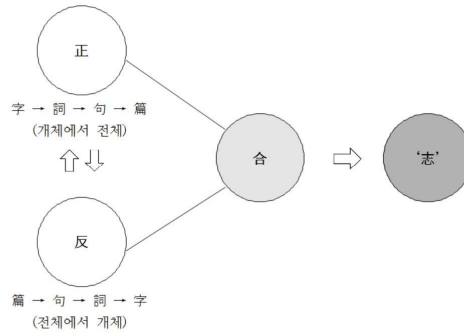 正
字 → 詞 → 句 → 篇
(개체에서 전체)
合
'志'
反
篇 → 句 → 詞 → 字
(전체에서 개체)